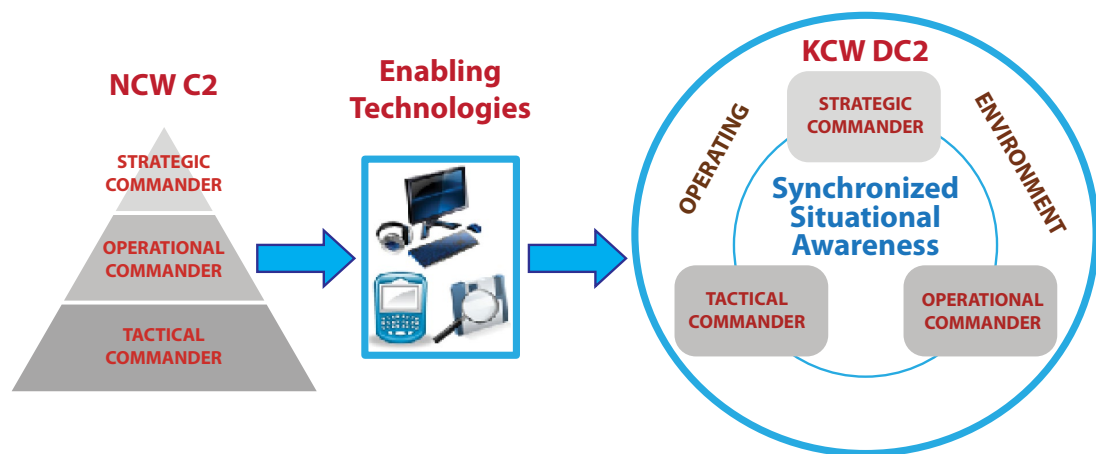 NCW C2
STRATEGIC
COMMANDER
OPERATIONAL
COMMANDER
TACTICAL
COMMANDER
Enabling
Technologies
KCW DC2
STRATEGIC
COMMANDER
OPERATING
ENVIRONMENT
Synchronized
Situational
Awareness
TACTICAL
COMMANDER
OPERATIONAL
COMMANDER